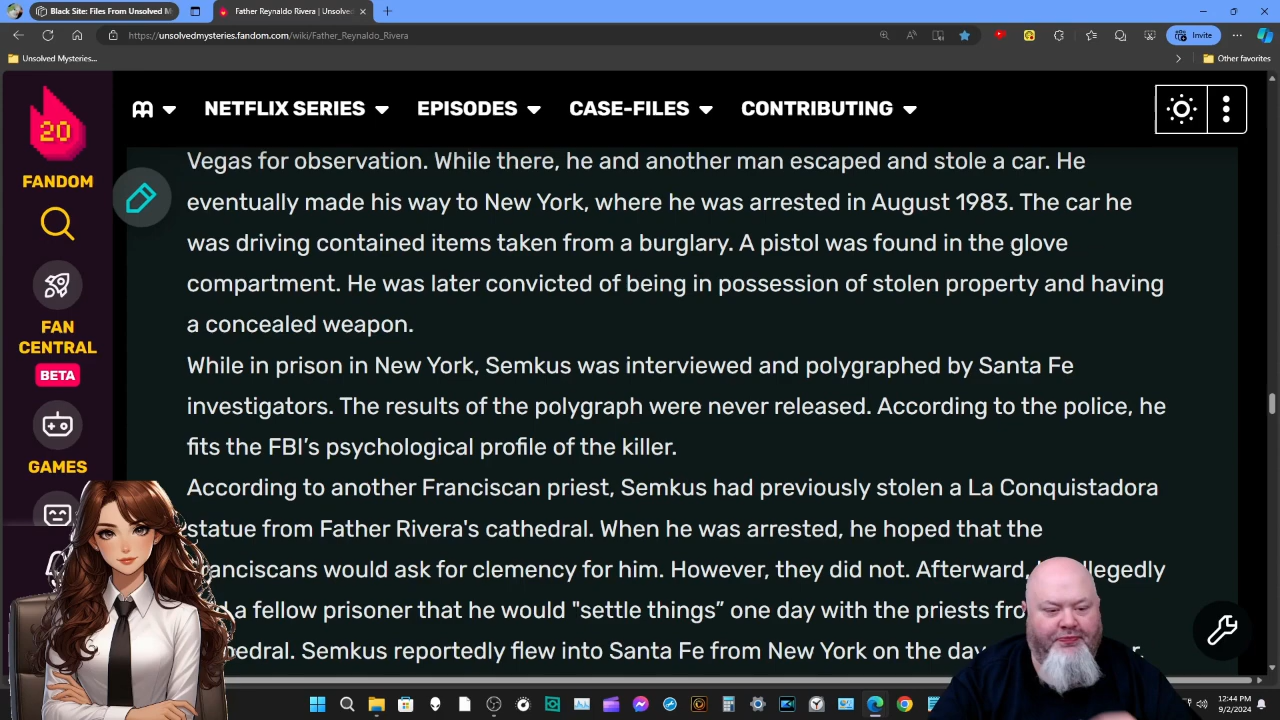 Black Site: Files From Unsolved M
Father Reynaldo Rivera | Unsolved
https://unsolvedmysteries.fandom.com/wiki/Father_Reynaldo_Rivera
Invite
Unsolved Mysteries...
Other favorites
20
FANDOM
FAN
CENTRAL
BETA
GAMES
NETFLIX SERIES
EPISODES
CASE-FILES
CONTRIBUTING
Vegas for observation. While there, he and another man escaped and stole a car. He
eventually made his way to New York, where he was arrested in August 1983. The car he
was driving contained items taken from a burglary. A pistol was found in the glove
compartment. He was later convicted of being in possession of stolen property and having
a concealed weapon.
While in prison in New York, Semkus was interviewed and polygraphed by Santa Fe
investigators. The results of the polygraph were never released. According to the police, he
fits the FBI’s psychological profile of the killer.
According to another Franciscan priest, Semkus had previously stolen a La Conquistadora
statue from Father Rivera's cathedral. When he was arrested, he hoped that the
anciscans would ask for clemency for him. However, they did not. Afterward, allegedly
a fellow prisoner that he would "settle things” one day with the priests fro
hedral. Semkus reportedly flew into Santa Fe from New York on the day
12:44 PM
9/2/2024